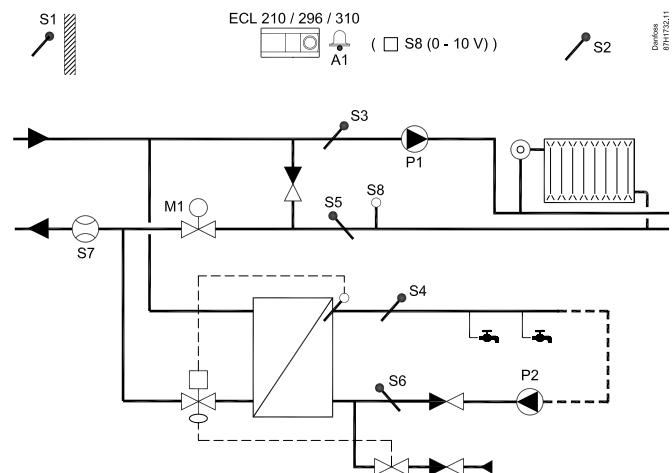 S1
ECL 210 / 296 / 310
A1
( □ S8 (0 - 10 V) )
S2
Danfoss
87H1732.11
S3
P1
M1
S5
S8
S7
S4
S6
P2